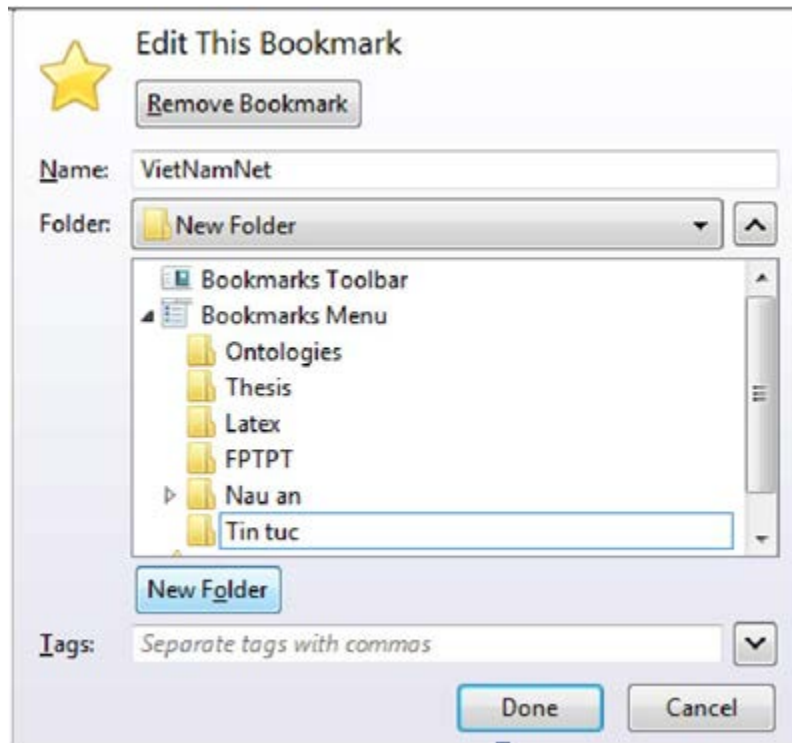 Edit This Bookmark
Remove Bookmark
Name: VietNamNet
Folder: New Folder
Bookmarks Toolbar
Bookmarks Menu
Ontologies
Thesis
Latex
FPTPT
Nau an
Tin tuc
New Folder
Tags: Separate tags with commas
Done Cancel